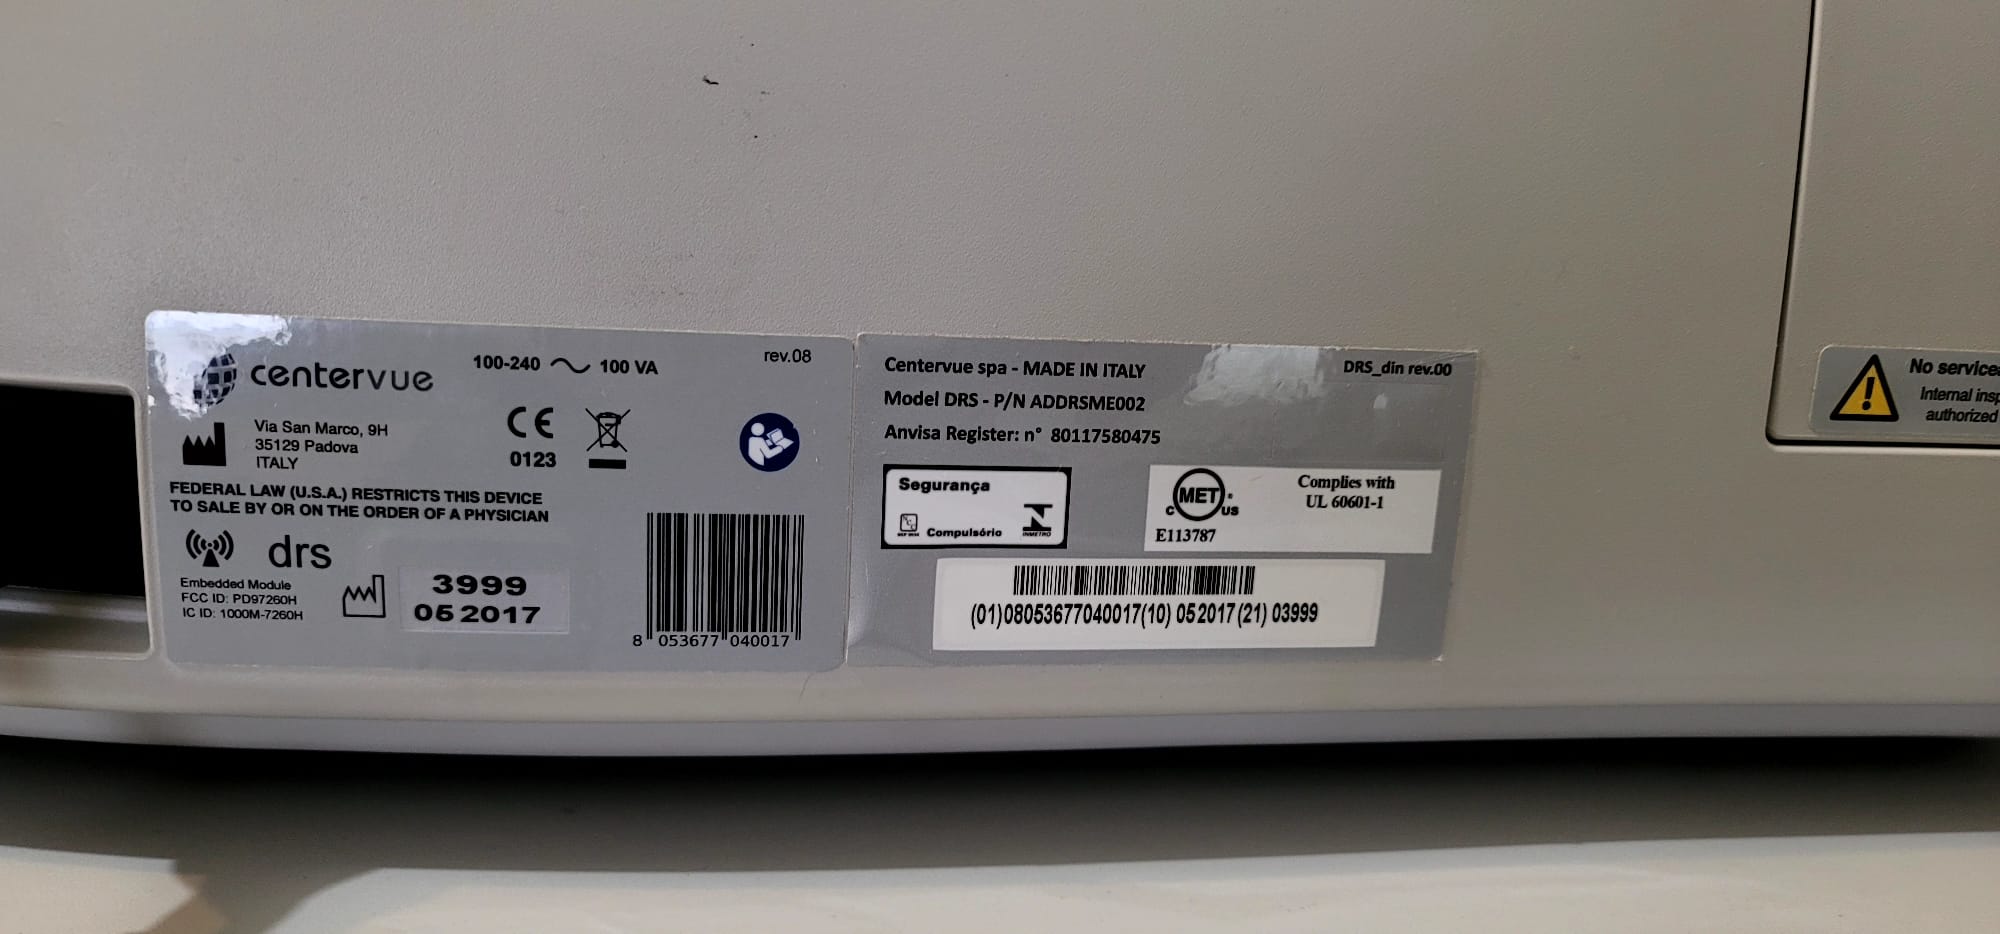 centervue
100-240 100 VA
rev.08
Via San Marco, 9H
35129 Padova
ITALY
CE
0123
FEDERAL LAW (U.S.A.) RESTRICTS THIS DEVICE
TO SALE BY OR ON THE ORDER OF A PHYSICIAN
drs
Embedded Module
FCC ID: PD97260H
IC ID: 1000M-7260H
3999
05 2017
8 053677 040017
Centervue spa - MADE IN ITALY
DRS_din rev.00
Model DRS - P/N ADDRSME002
Anvisa Register: n° 80117580475
Segurança
Compulsório
INMETRO
c MET us
E113787
Complies with
UL 60601-1
(01)08053677040017(10) 052017(21) 03999
No service
Internal insp
authorized